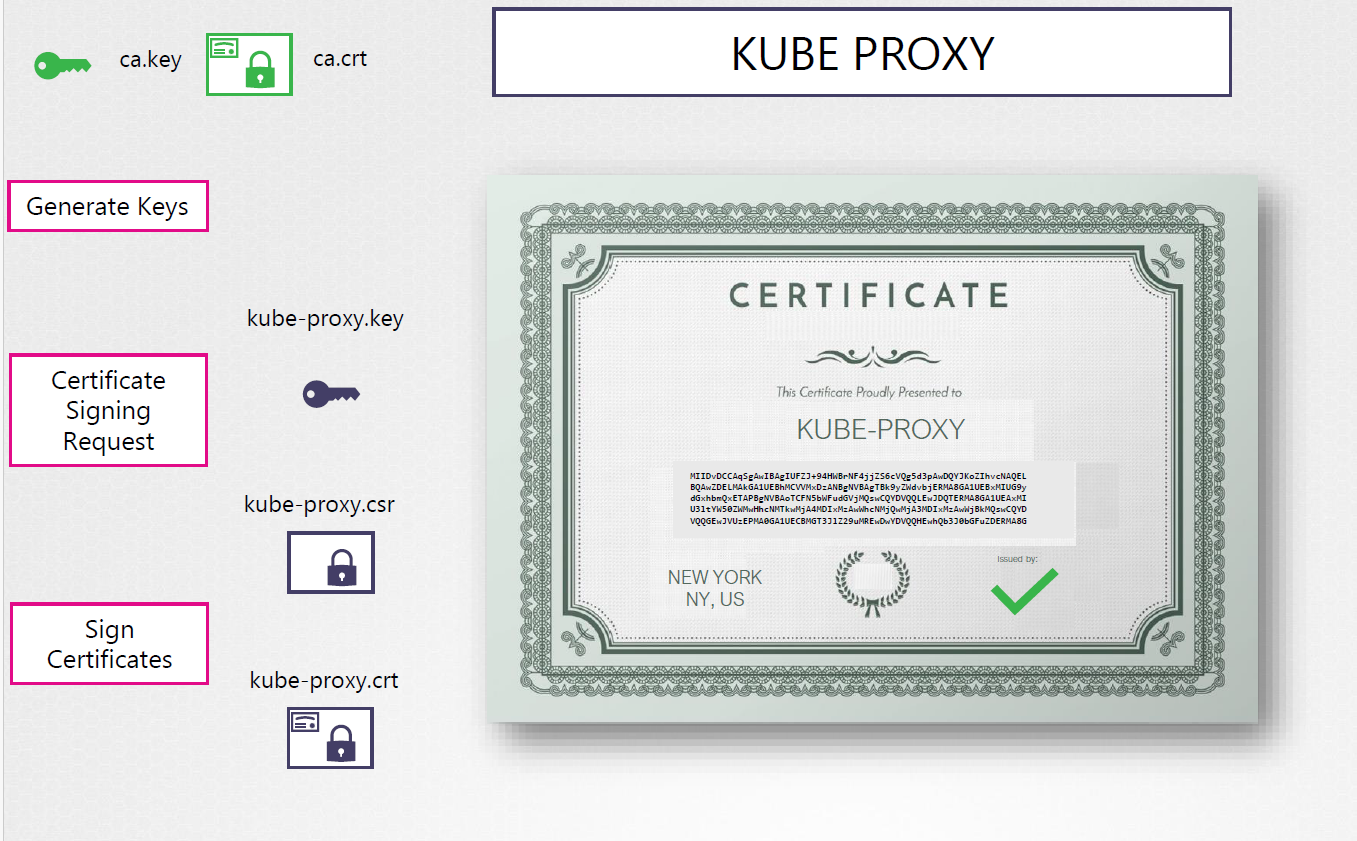 ca.key
ca.crt
KUBE PROXY
Generate Keys
kube-proxy.key
Certificate
Signing
Request
kube-proxy.csr
Sign
Certificates
kube-proxy.crt
CERTIFICATE
This Certificate Proudly Presented to
KUBE-PROXY
MIIDvDCCAqSgAwIBAgIUFZJ+94HWBrNF4jjZS6cVQg5d3pAwDQYJKoZIhvcNAQEL
BQAwZDELMAkGA1UEBhMCVVMxDzANBgNVBAgTBk9yZWdvbjERMA8GA1UEBxMIUG9y
dGxhbmQxETAPBgNVBAoTCFN5bWFudGVjMQswCQYDVQQLEwJDQTERMA8GA1UEAxMI
U3ltYW50ZWMwHhcNMTkwMjA4MDIxMzAwWhcNMjQwMjA3MDIxMzAwWjBkMQswCQYD
VQQGEwJVUzEPMA0GA1UECBMGT3JlZ29uMREwDwYDVQQHEwhQb3J0bGFuZDERMA8G
NEW YORK
NY, US
Issued by: